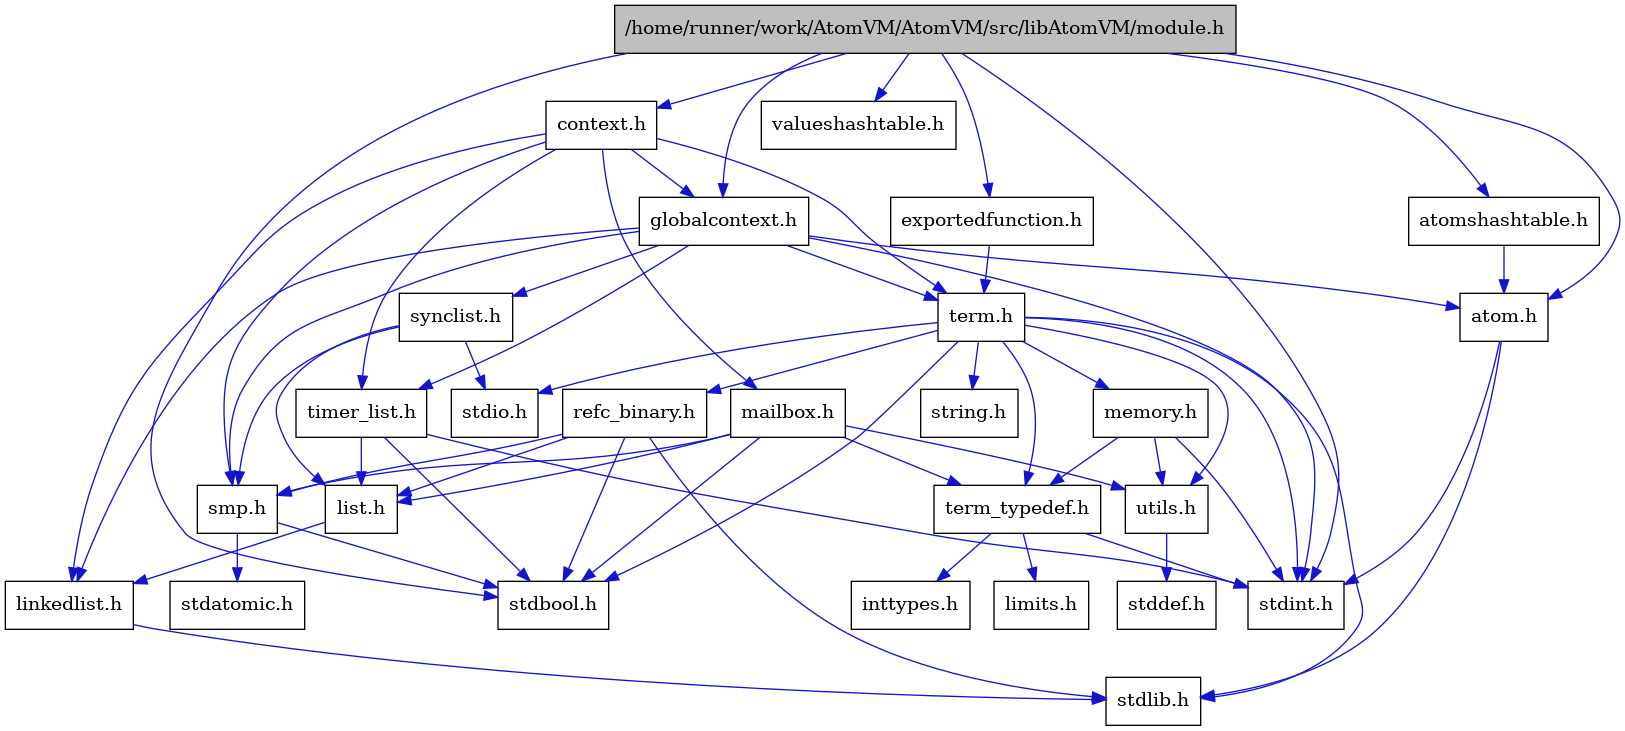 /home/runner/work/AtomVM/AtomVM/src/libAtomVM/module.h
context.h
valueshashtable.h
globalcontext.h
exportedfunction.h
atomshashtable.h
synclist.h
term.h
atom.h
timer_list.h
stdio.h
refc_binary.h
mailbox.h
string.h
memory.h
smp.h
list.h
term_typedef.h
utils.h
linkedlist.h
stdatomic.h
stdbool.h
inttypes.h
limits.h
stddef.h
stdint.h
stdlib.h